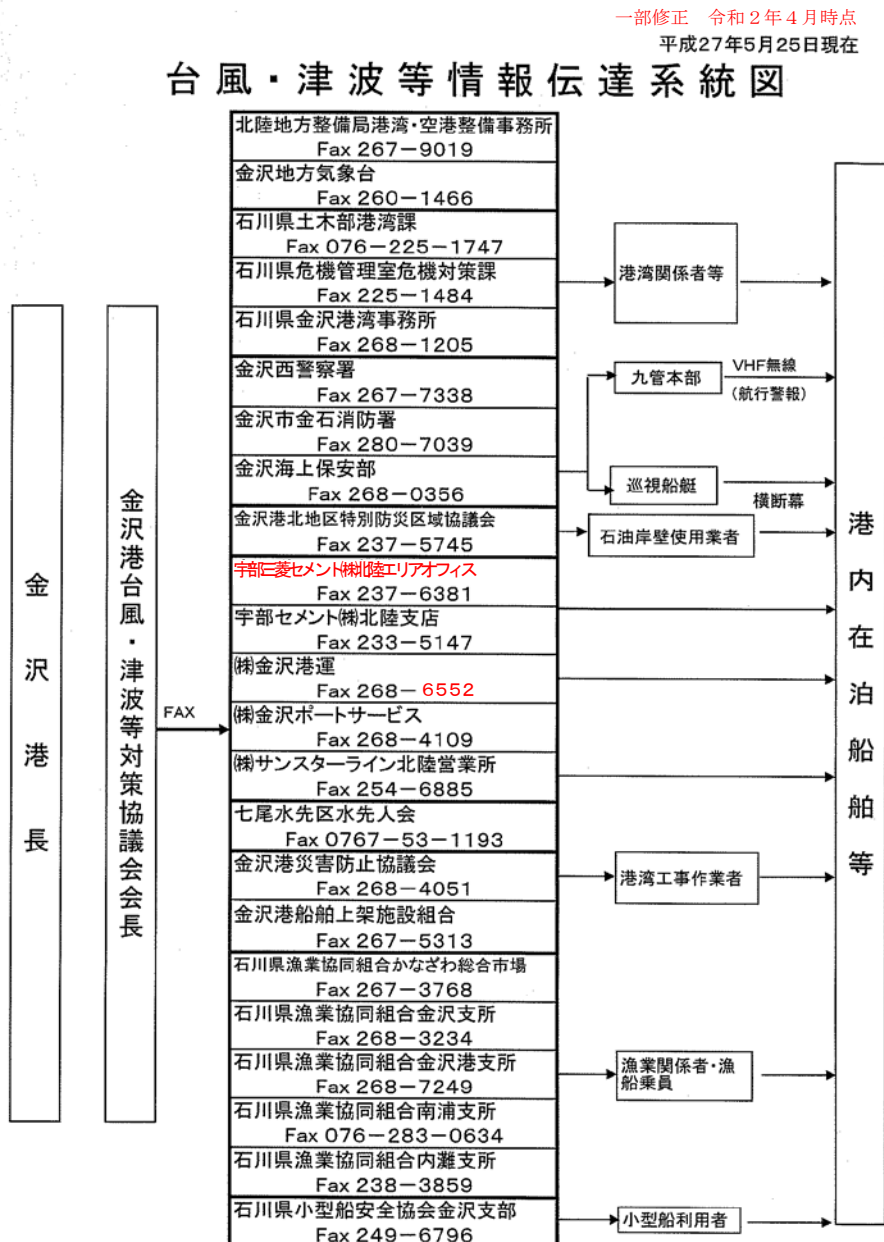 一部修正 令和２年４月時点
平成27年5月25日現在
台風・津波等情報伝達系統図
金沢港長
金沢港台風・津波等対策協議会会長
FAX
北陸地方整備局港湾・空港整備事務所
Fax 267-9019
金沢地方気象台
Fax 260-1466
石川県土木部港湾課
Fax 076-225-1747
石川県危機管理室危機対策課
Fax 225-1484
石川県金沢港湾事務所
Fax 268-1205
金沢西警察署
Fax 267-7338
金沢市金石消防署
Fax 280-7039
金沢海上保安部
Fax 268-0356
金沢港北地区特別防災区域協議会
Fax 237-5745
宇部三菱セメント㈱北陸エリアオフィス
Fax 237-6381
宇部セメント㈱北陸支店
Fax 233-5147
㈱金沢港運
Fax 268-6552
㈱金沢ポートサービス
Fax 268-4109
㈱サンスターライン北陸営業所
Fax 254-6885
七尾水先区水先人会
Fax 0767-53-1193
金沢港災害防止協議会
Fax 268-4051
金沢港船舶上架施設組合
Fax 267-5313
石川県漁業協同組合かなざわ総合市場
Fax 267-3768
石川県漁業協同組合金沢支所
Fax 268-3234
石川県漁業協同組合金沢港支所
Fax 268-7249
石川県漁業協同組合南浦支所
Fax 076-283-0634
石川県漁業協同組合内灘支所
Fax 238-3859
石川県小型船安全協会金沢支部
Fax 249-6796
港湾関係者等
九管本部
VHF無線
(航行警報)
巡視船艇
横断幕
石油岸壁使用業者
港湾工事作業者
漁業関係者・漁
船乗員
小型船利用者
港内在泊船舶等